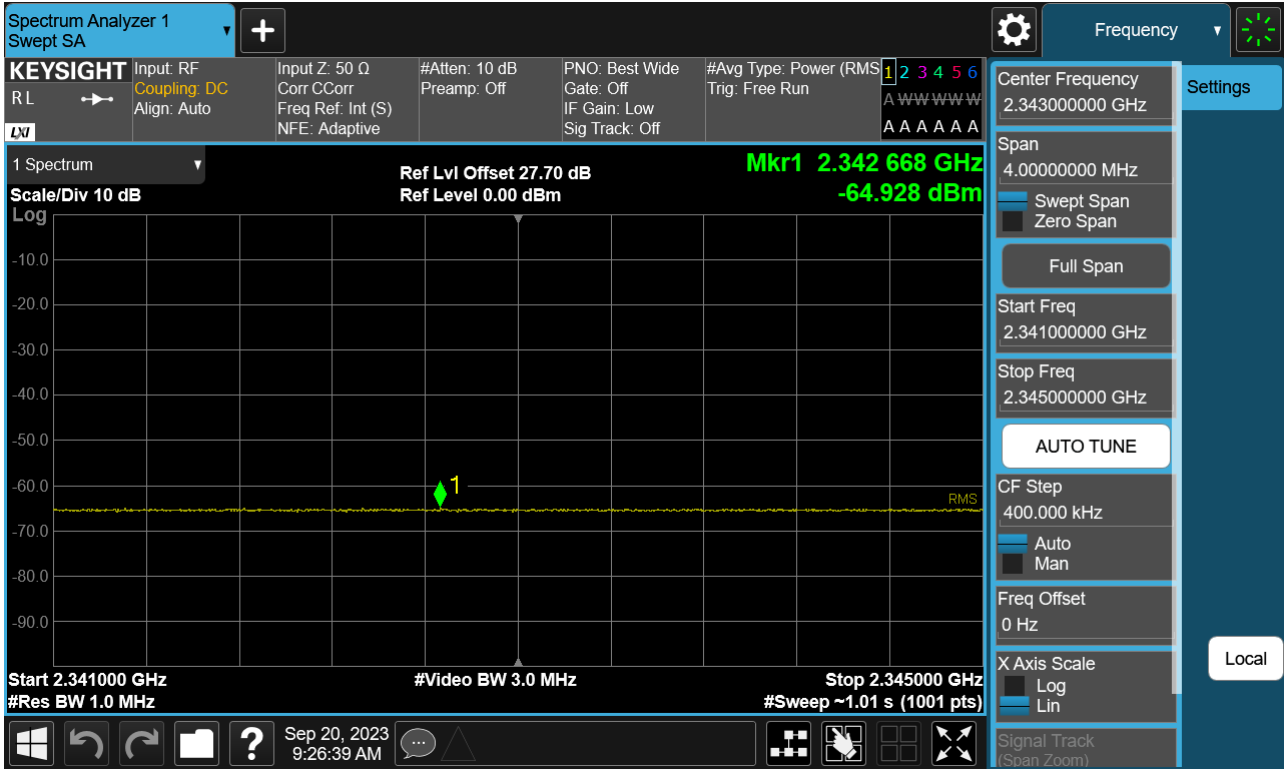 Spectrum Analyzer 1
Swept SA
Frequency
KEYSIGHT
R L
LXI
Input: RF
Coupling: DC
Align: Auto
Input Z: 50 Ω
Corr CCorr
Freq Ref: Int (S)
NFE: Adaptive
#Atten: 10 dB
Preamp: Off
PNO: Best Wide
Gate: Off
IF Gain: Low
Sig Track: Off
#Avg Type: Power (RMS
Trig: Free Run
1 2 3 4 5 6
A W W W W W
A A A A A A
1 Spectrum
Scale/Div 10 dB
Log
Ref Lvl Offset 27.70 dB
Ref Level 0.00 dBm
Mkr1 2.342 668 GHz
-64.928 dBm
-10.0
-20.0
-30.0
-40.0
-50.0
-60.0
-70.0
-80.0
-90.0
1
RMS
Start 2.341000 GHz
#Res BW 1.0 MHz
#Video BW 3.0 MHz
Stop 2.345000 GHz
#Sweep ~1.01 s (1001 pts)
Center Frequency
2.343000000 GHz
Span
4.00000000 MHz
Swept Span
Zero Span
Full Span
Start Freq
2.341000000 GHz
Stop Freq
2.345000000 GHz
AUTO TUNE
CF Step
400.000 kHz
Auto
Man
Freq Offset
0 Hz
X Axis Scale
Log
Lin
Signal Track
(Span Zoom)
Settings
Local
?
Sep 20, 2023
9:26:39 AM